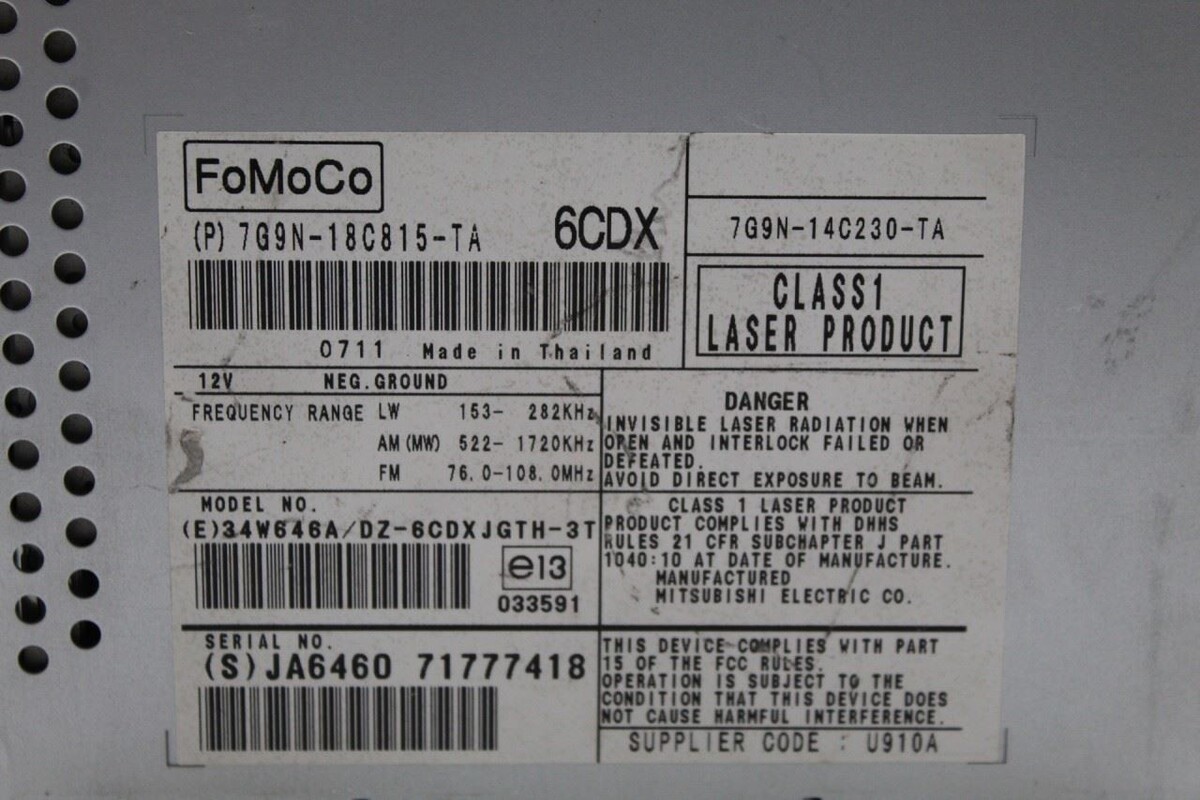 FoMoCo
(P) 7G9N-18C815-TA
6CDX
0711 Made in Thailand
7G9N-14C230-TA
CLASS1
LASER PRODUCT
12V NEG.GROUND
FREQUENCY RANGE LW 153- 282KHz
AM(MW) 522- 1720KHz
FM 76.0-108.0MHz
DANGER
INVISIBLE LASER RADIATION WHEN
OPEN AND INTERLOCK FAILED OR
DEFEATED.
AVOID DIRECT EXPOSURE TO BEAM.
MODEL NO.
(E)34W646A/DZ-6CDXJGTH-3T
e13
033591
CLASS 1 LASER PRODUCT
PRODUCT COMPLIES WITH DHHS
RULES 21 CFR SUBCHAPTER J PART
1040:10 AT DATE OF MANUFACTURE.
MANUFACTURED
MITSUBISHI ELECTRIC CO.
SERIAL NO.
(S)JA6460 71777418
THIS DEVICE COMPLIES WITH PART
15 OF THE FCC RULES.
OPERATION IS SUBJECT TO THE
CONDITION THAT THIS DEVICE DOES
NOT CAUSE HARMFUL INTERFERENCE.
SUPPLIER CODE : U910A